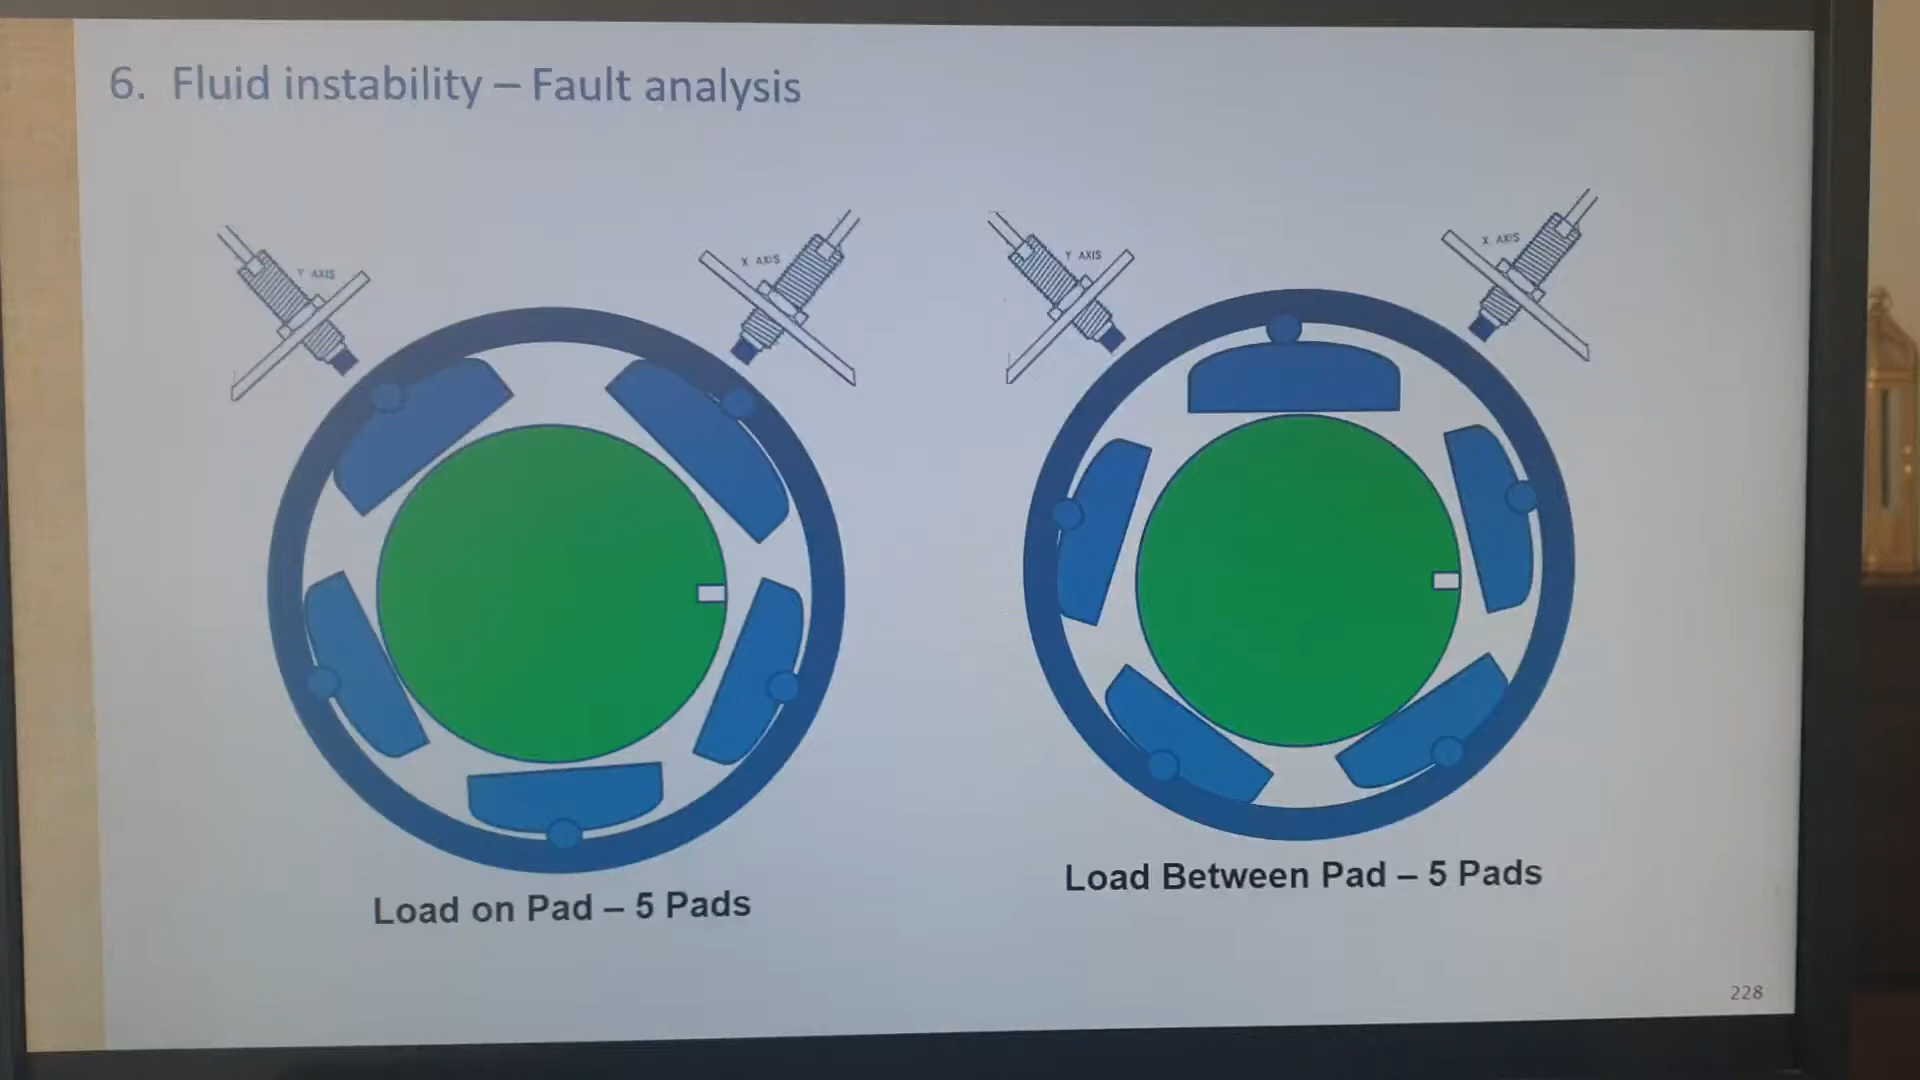 6. Fluid instability – Fault analysis
Y AXIS
X AXIS
Y AXIS
X AXIS
Load on Pad – 5 Pads
Load Between Pad – 5 Pads
228